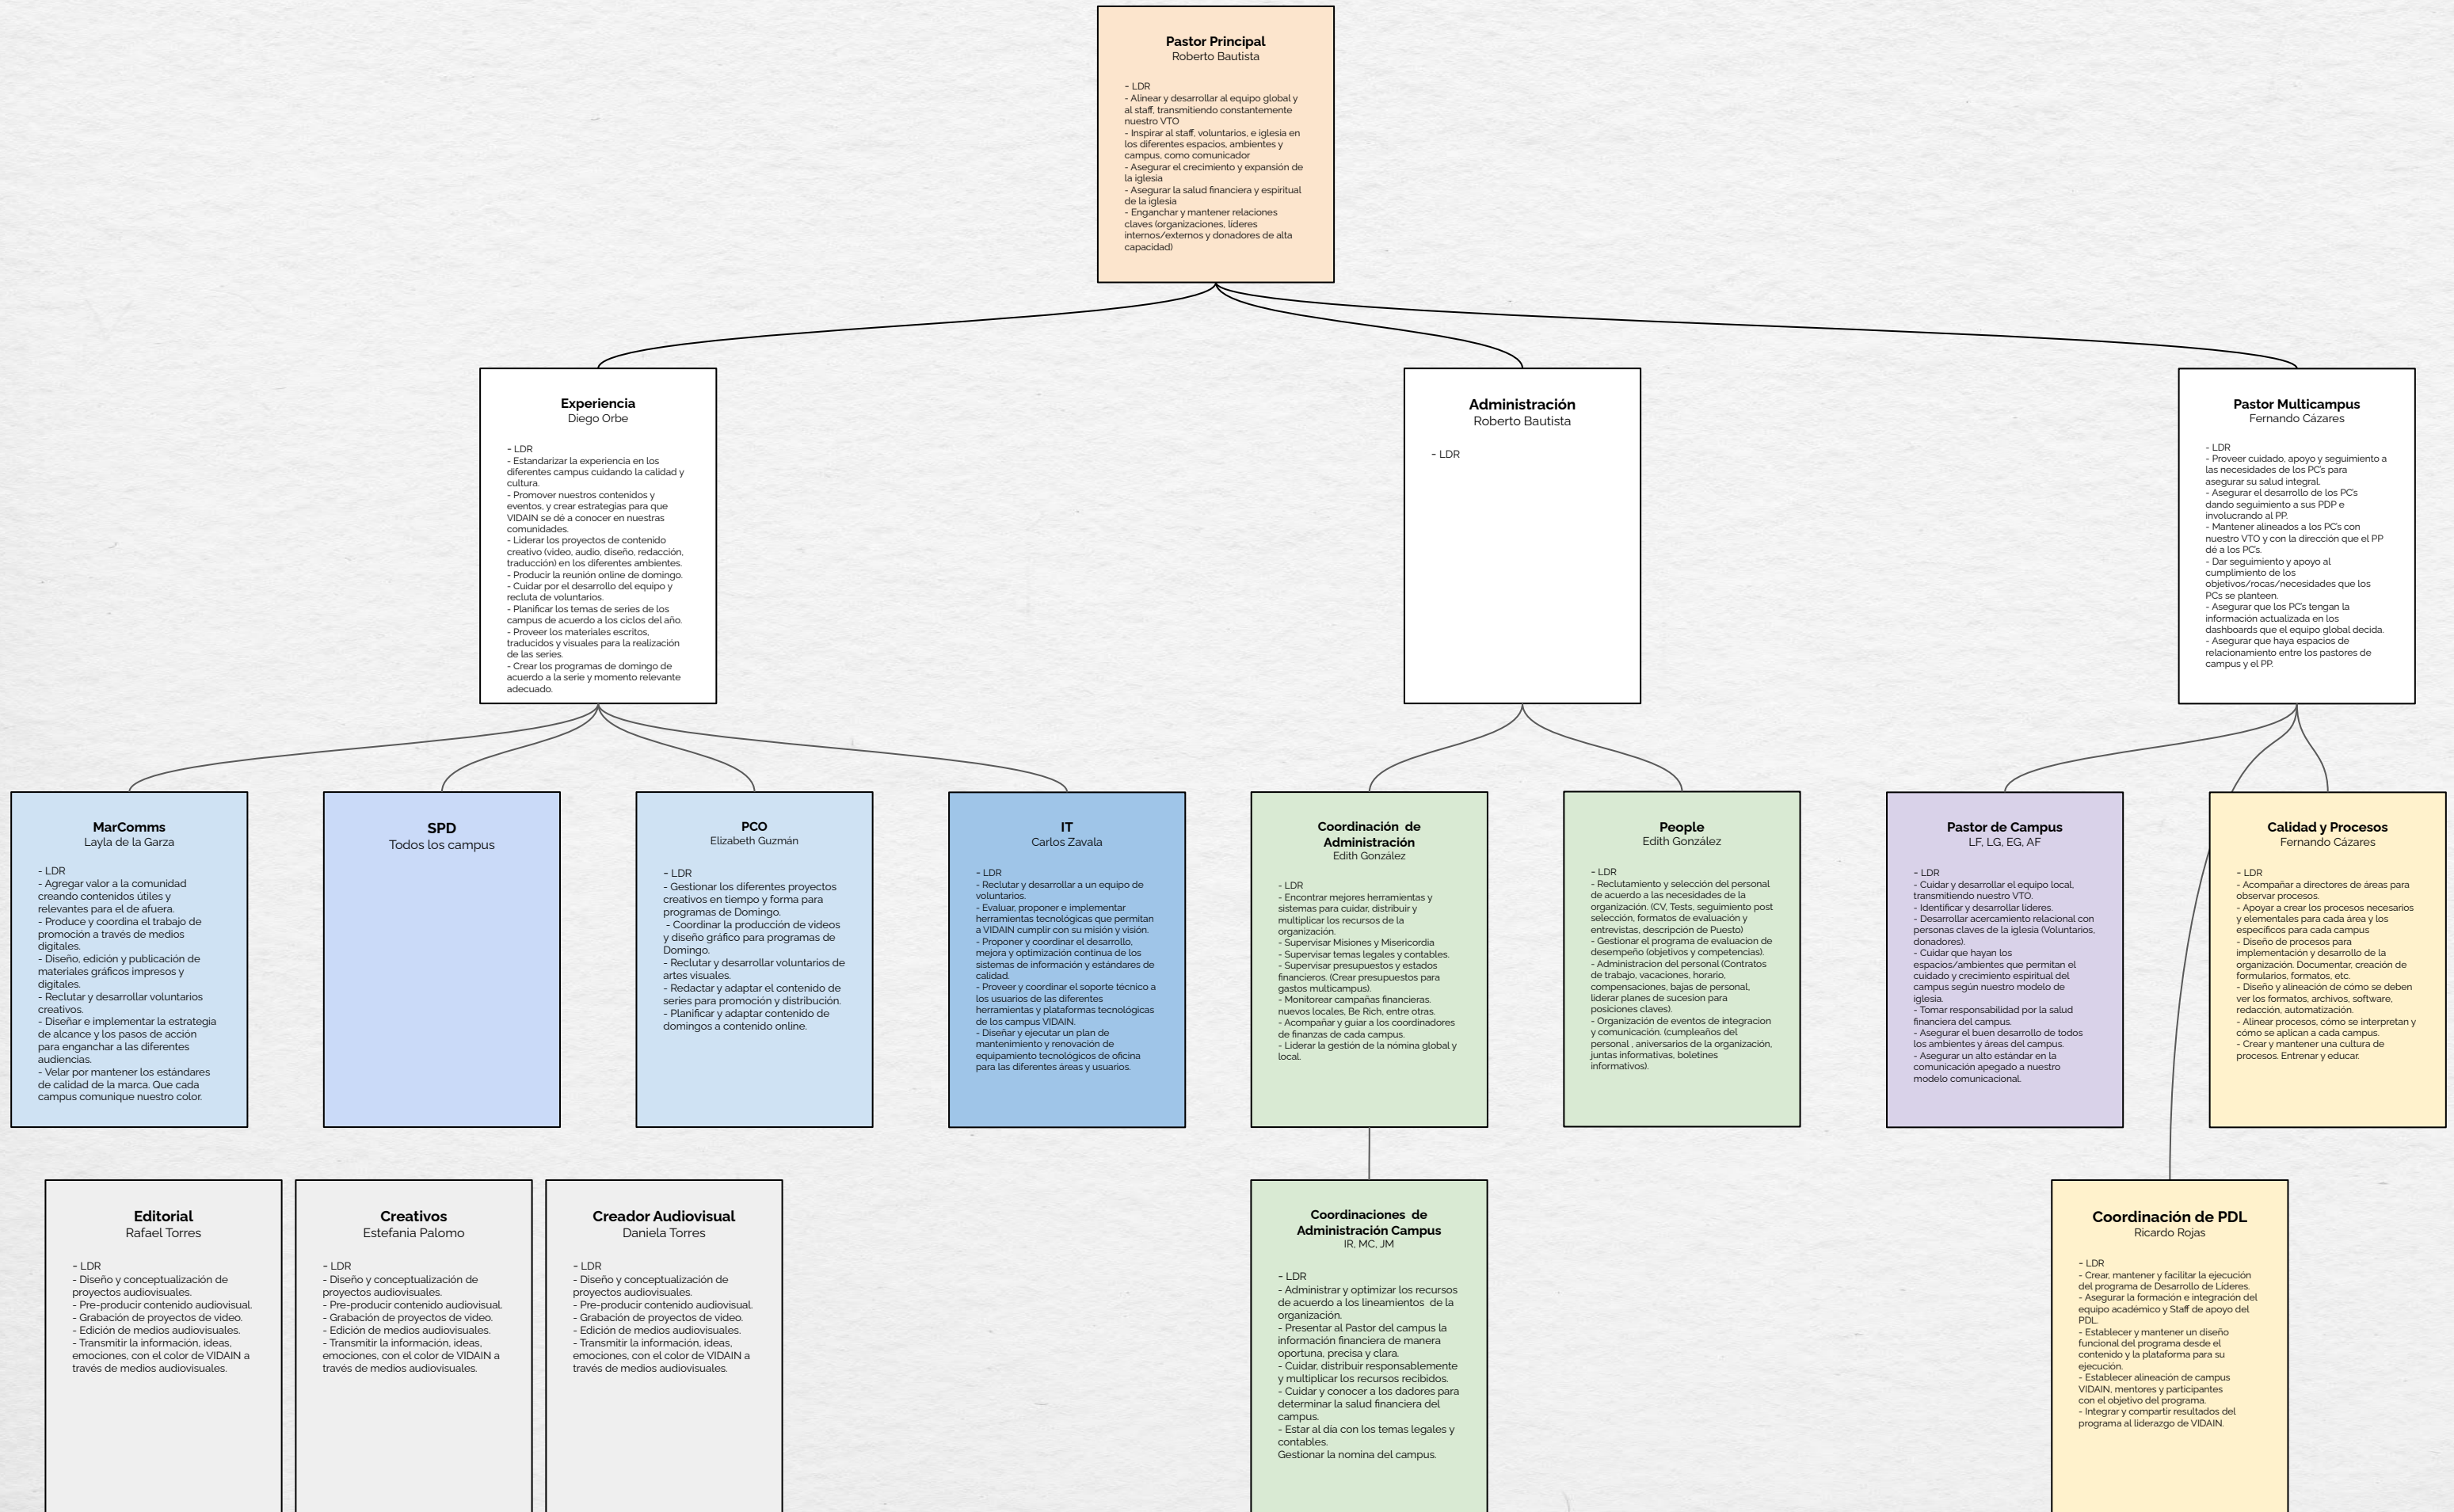 Pastor Principal
Roberto Bautista
- LDR
- Alinear y desarrollar al equipo global y
al staff, transmitiendo constantemente
nuestro VTO
- Inspirar al staff, voluntarios, e iglesia en
los diferentes espacios, ambientes y
campus, como comunicador
- Asegurar el crecimiento y expansión de
la iglesia
- Asegurar la salud financiera y espiritual
de la iglesia
- Enganchar y mantener relaciones
claves (organizaciones, líderes
internos/externos y donadores de alta
capacidad)
Experiencia
Diego Orbe
- LDR
- Estandarizar la experiencia en los
diferentes campus cuidando la calidad y
cultura.
- Promover nuestros contenidos y
eventos, y crear estrategias para que
VIDAIN se dé a conocer en nuestras
comunidades.
- Liderar los proyectos de contenido
creativo (video, audio, diseño, redacción,
traducción) en los diferentes ambientes.
- Producir la reunión online de domingo.
- Cuidar por el desarrollo del equipo y
recluta de voluntarios.
- Planificar los temas de series de los
campus de acuerdo a los ciclos del año.
- Proveer los materiales escritos,
traducidos y visuales para la realización
de las series.
- Crear los programas de domingo de
acuerdo a la serie y momento relevante
adecuado.
Administración
Roberto Bautista
- LDR
Pastor Multicampus
Fernando Cázares
- LDR
- Proveer cuidado, apoyo y seguimiento a
las necesidades de los PC's para
asegurar su salud integral.
- Asegurar el desarrollo de los PC's
dando seguimiento a sus PDP e
involucrando al PP.
- Mantener alineados a los PC's con
nuestro VTO y con la dirección que el PP
dé a los PC's.
- Dar seguimiento y apoyo al
cumplimiento de los
objetivos/rocas/necesidades que los
PCs se planteen.
- Asegurar que los PC's tengan la
información actualizada en los
dashboards que el equipo global decida.
- Asegurar que haya espacios de
relacionamiento entre los pastores de
campus y el PP.
MarComms
Layla de la Garza
- LDR
- Agregar valor a la comunidad
creando contenidos útiles y
relevantes para el de afuera.
- Produce y coordina el trabajo de
promoción a través de medios
digitales.
- Diseño, edición y publicación de
materiales gráficos impresos y
digitales.
- Reclutar y desarrollar voluntarios
creativos.
- Diseñar e implementar la estrategia
de alcance y los pasos de acción
para enganchar a las diferentes
audiencias.
- Velar por mantener los estándares
de calidad de la marca. Que cada
campus comunique nuestro color.
SPD
Todos los campus
PCO
Elizabeth Guzmán
- LDR
- Gestionar los diferentes proyectos
creativos en tiempo y forma para
programas de Domingo.
- Coordinar la producción de videos
y diseño gráfico para programas de
Domingo.
- Reclutar y desarrollar voluntarios de
artes visuales.
- Redactar y adaptar el contenido de
series para promoción y distribución.
- Planificar y adaptar contenido de
domingos a contenido online.
IT
Carlos Zavala
- LDR
- Reclutar y desarrollar a un equipo de
voluntarios.
- Evaluar, proponer e implementar
herramientas tecnológicas que permitan
a VIDAIN cumplir con su misión y visión.
- Proponer y coordinar el desarrollo,
mejora y optimización continua de los
sistemas de información y estándares de
calidad.
- Proveer y coordinar el soporte técnico a
los usuarios de las diferentes
herramientas y plataformas tecnológicas
de los campus VIDAIN.
- Diseñar y ejecutar un plan de
mantenimiento y renovación de
equipamiento tecnológicos de oficina
para las diferentes áreas y usuarios.
Coordinación de
Administración
Edith González
- LDR
- Encontrar mejores herramientas y
sistemas para cuidar, distribuir y
multiplicar los recursos de la
organización.
- Supervisar Misiones y Misericordia
- Supervisar temas legales y contables.
- Supervisar presupuestos y estados
financieros. (Crear presupuestos para
gastos multicampus).
- Monitorear campañas financieras.
nuevos locales, Be Rich, entre otras.
- Acompañar y guiar a los coordinadores
de finanzas de cada campus.
- Liderar la gestión de la nómina global y
local.
People
Edith González
- LDR
- Reclutamiento y selección del personal
de acuerdo a las necesidades de la
organización. (CV, Tests, seguimiento post
selección, formatos de evaluación y
entrevistas, descripción de Puesto)
- Gestionar el programa de evaluacion de
desempeño (objetivos y competencias).
- Administracion del personal (Contratos
de trabajo, vacaciones, horario,
compensaciones, bajas de personal,
liderar planes de sucesion para
posiciones claves).
- Organización de eventos de integracion
y comunicación. (cumpleaños del
personal , aniversarios de la organización,
juntas informativas, boletines
informativos).
Pastor de Campus
LF, LG, EG, AF
- LDR
- Cuidar y desarrollar el equipo local,
transmitiendo nuestro VTO.
- Identificar y desarrollar líderes.
- Desarrollar acercamiento relacional con
personas claves de la iglesia (Voluntarios,
donadores).
- Cuidar que hayan los
espacios/ambientes que permitan el
cuidado y crecimiento espiritual del
campus según nuestro modelo de
iglesia.
- Tomar responsabilidad por la salud
financiera del campus.
- Asegurar el buen desarrollo de todos
los ambientes y áreas del campus.
- Asegurar un alto estándar en la
comunicación apegado a nuestro
modelo comunicacional.
Calidad y Procesos
Fernando Cázares
- LDR
- Acompañar a directores de áreas para
observar procesos.
- Apoyar a crear los procesos necesarios
y elementales para cada área y los
específicos para cada campus
- Diseño de procesos para
implementación y desarrollo de la
organización. Documentar, creación de
formularios, formatos, etc.
- Diseño y alineación de cómo se deben
ver los formatos, archivos, software,
redacción, automatización.
- Alinear procesos, cómo se interpretan y
cómo se aplican a cada campus.
- Crear y mantener una cultura de
procesos. Entrenar y educar.
Editorial
Rafael Torres
- LDR
- Diseño y conceptualización de
proyectos audiovisuales.
- Pre-producir contenido audiovisual.
- Grabación de proyectos de video.
- Edición de medios audiovisuales.
- Transmitir la información, ideas,
emociones, con el color de VIDAIN a
través de medios audiovisuales.
Creativos
Estefania Palomo
- LDR
- Diseño y conceptualización de
proyectos audiovisuales.
- Pre-producir contenido audiovisual.
- Grabación de proyectos de video.
- Edición de medios audiovisuales.
- Transmitir la información, ideas,
emociones, con el color de VIDAIN a
través de medios audiovisuales.
Creador Audiovisual
Daniela Torres
- LDR
- Diseño y conceptualización de
proyectos audiovisuales.
- Pre-producir contenido audiovisual.
- Grabación de proyectos de video.
- Edición de medios audiovisuales.
- Transmitir la información, ideas,
emociones, con el color de VIDAIN a
través de medios audiovisuales.
Coordinaciones de
Administración Campus
IR, MC, JM
- LDR
- Administrar y optimizar los recursos
de acuerdo a los lineamientos de la
organización.
- Presentar al Pastor del campus la
información financiera de manera
oportuna, precisa y clara.
- Cuidar, distribuir responsablemente
y multiplicar los recursos recibidos.
- Cuidar y conocer a los dadores para
determinar la salud financiera del
campus.
- Estar al día con los temas legales y
contables.
Gestionar la nomina del campus.
Coordinación de PDL
Ricardo Rojas
- LDR
- Crear, mantener y facilitar la ejecución
del programa de Desarrollo de Líderes.
- Asegurar la formación e integración del
equipo académico y Staff de apoyo del
PDL.
- Establecer y mantener un diseño
funcional del programa desde el
contenido y la plataforma para su
ejecución.
- Establecer alineación de campus
VIDAIN, mentores y participantes
con el objetivo del programa.
- Integrar y compartir resultados del
programa al liderazgo de VIDAIN.